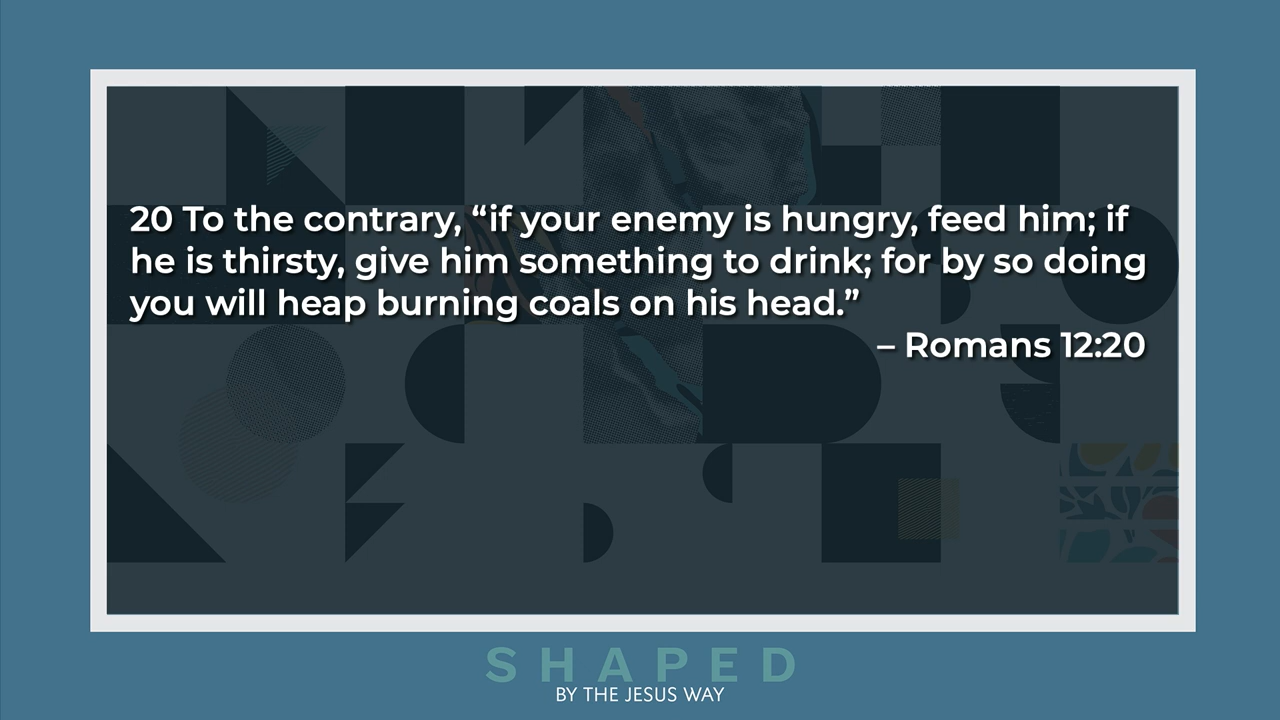 20 To the contrary, “if your enemy is hungry, feed him; if
he is thirsty, give him something to drink; for by so doing
you will heap burning coals on his head.”
– Romans 12:20
SHAPED
BY THE JESUS WAY